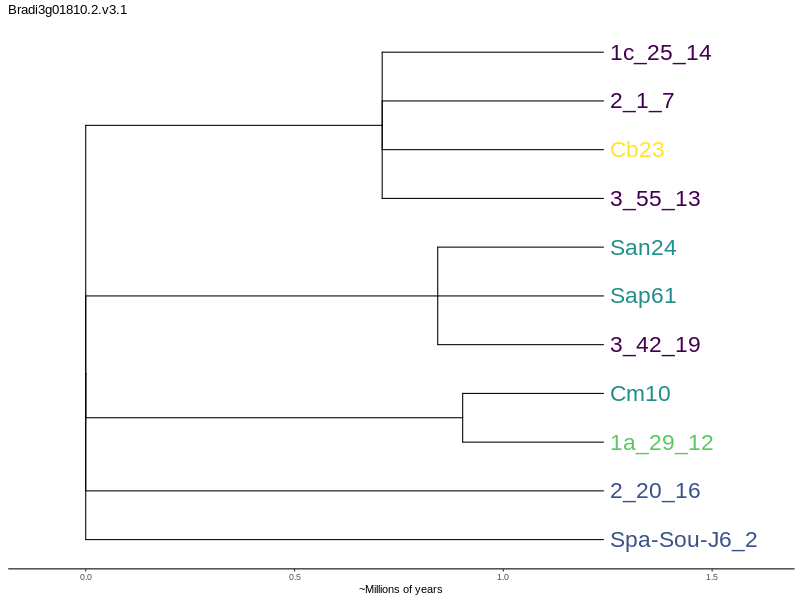 Bradi3g01810.2.v3.1
1c_25_14
2_1_7
Cb23
3_55_13
San24
Sap61
3_42_19
Cm10
1a_29_12
2_20_16
Spa-Sou-J6_2
0.0 0.5 1.0 1.5
~Millions of years